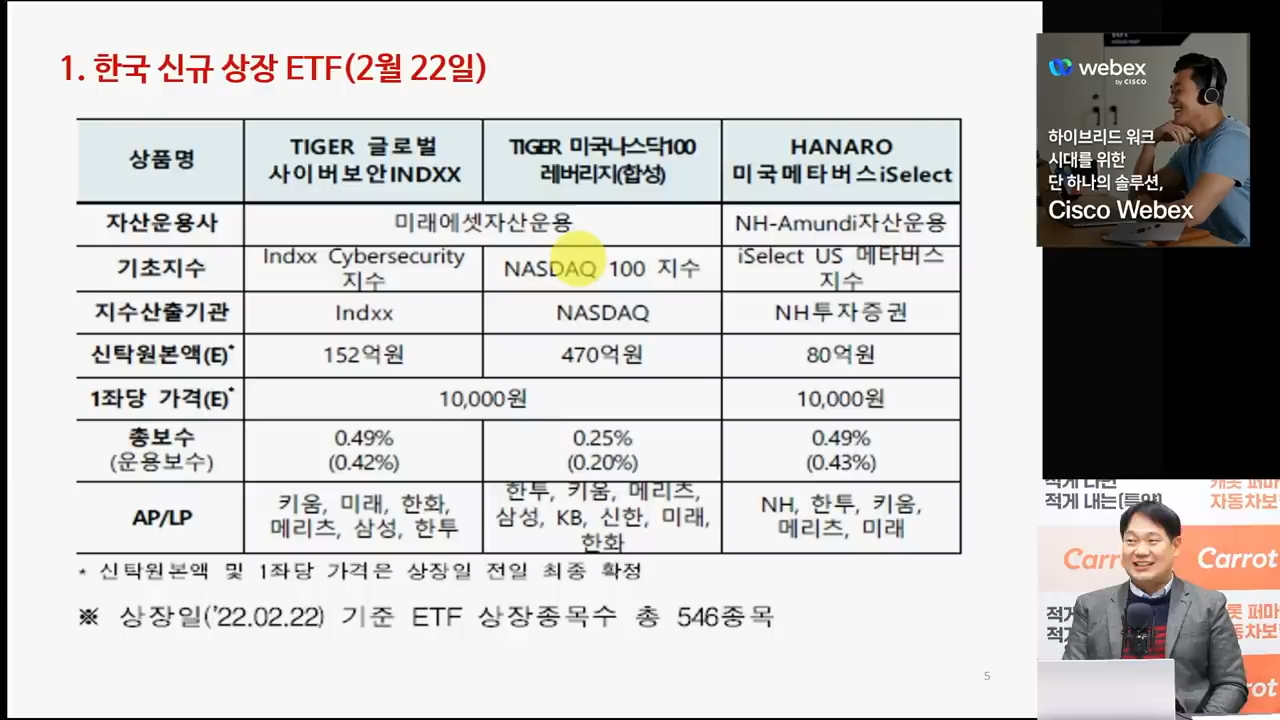 1. 한국 신규 상장 ETF(2월 22일)
상품명
TIGER 글로벌
사이버보안INDXX
TIGER 미국나스닥100
레버리지(합성)
HANARO
미국메타버스iSelect
자산운용사
미래에셋자산운용
NH-Amundi자산운용
기초지수
Indxx Cybersecurity
지수
NASDAQ 100 지수
iSelect US 메타버스
지수
지수산출기관
Indxx
NASDAQ
NH투자증권
신탁원본액(E)*
152억원
470억원
80억원
1좌당 가격(E)*
10,000원
10,000원
총보수
(운용보수)
0.49%
(0.42%)
0.25%
(0.20%)
0.49%
(0.43%)
AP/LP
키움, 미래, 한화,
메리츠, 삼성, 한투
한투, 키움, 메리츠,
삼성, KB, 신한, 미래,
한화
NH, 한투, 키움,
메리츠, 미래
* 신탁원본액 및 1좌당 가격은 상장일 전일 최종 확정
※ 상장일('22.02.22) 기준 ETF 상장종목수 총 546종목
5
webex
by CISCO
하이브리드 워크
시대를 위한
단 하나의 솔루션,
Cisco Webex
적게 내는(특약)
자동차보
Carrot
적게